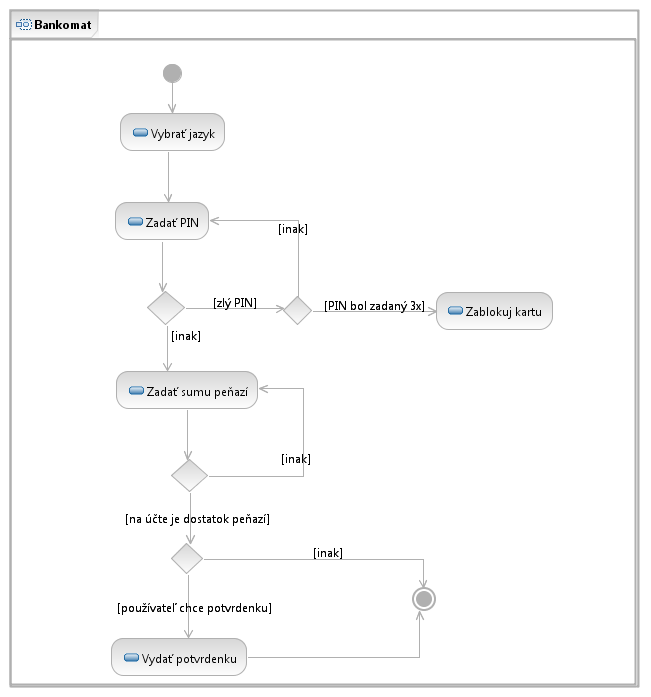 Bankomat
Vybrať jazyk
Zadať PIN
[inak]
[zlý PIN]
[PIN bol zadaný 3x]
Zablokuj kartu
[inak]
Zadať sumu peňazí
[inak]
[na účte je dostatok peňazí]
[inak]
[používateľ chce potvrdenku]
Vydať potvrdenku